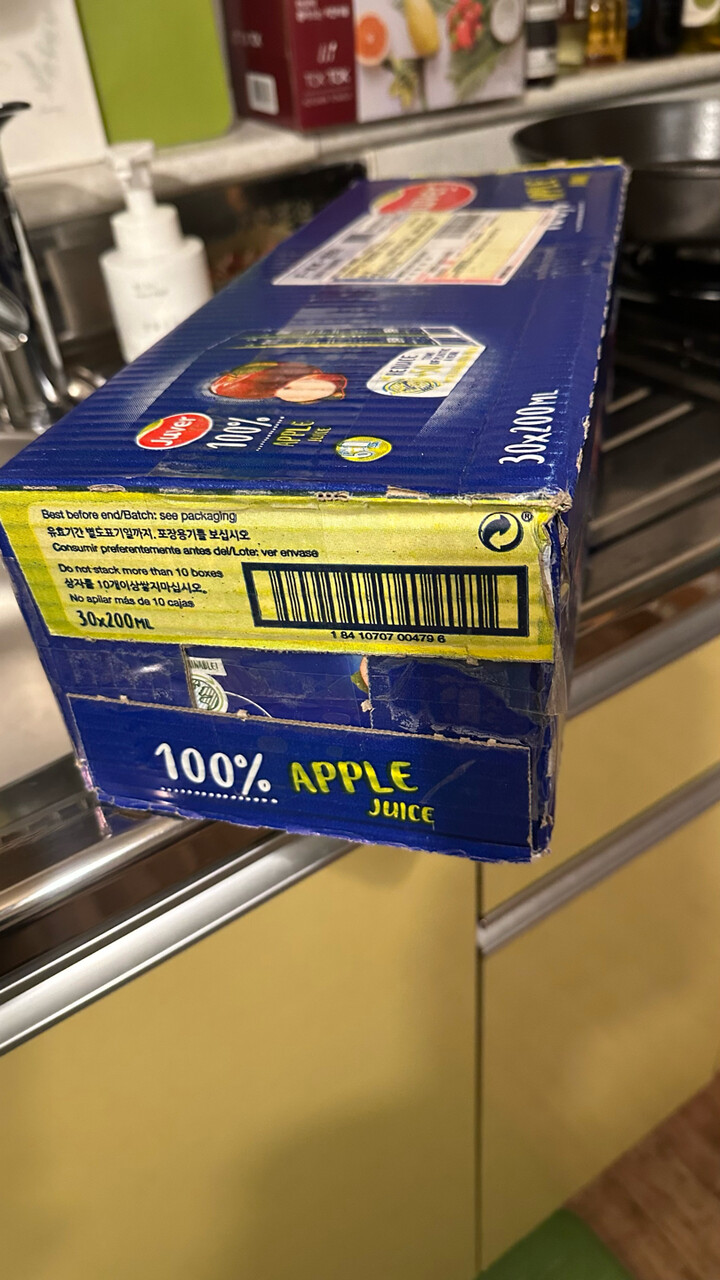 TOK TOK
Juver
100%
APPLE
JUICE
30x200ML
Best before end/Batch: see packaging
유효기간 별도표기일까지, 포장용기를 보십시오
Consumir preferentemente antes del/Lote: ver envase
Do not stack more than 10 boxes
상자를 10개이상쌓지마십시오.
No apilar más de 10 cajas
30x200ML
®
1 84 10707 00479 6
100% APPLE
JUICE